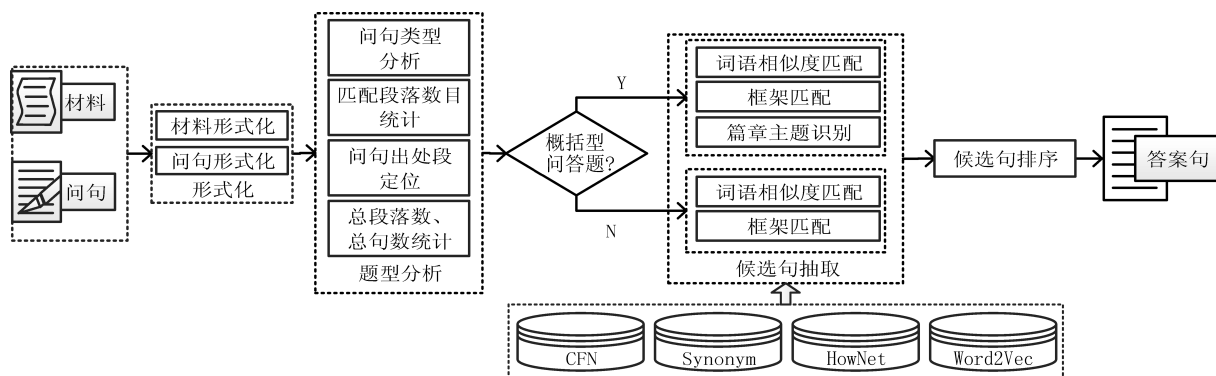 材料
问句
材料形式化
问句形式化
形式化
问句类型
分析
匹配段落数目
统计
问句出处段
定位
总段落数、
总句数统计
题型分析
概括型
问答题?
Y
N
词语相似度匹配
框架匹配
篇章主题识别
词语相似度匹配
框架匹配
候选句抽取
候选句排序
答案句
CFN
Synonym
HowNet
Word2Vec